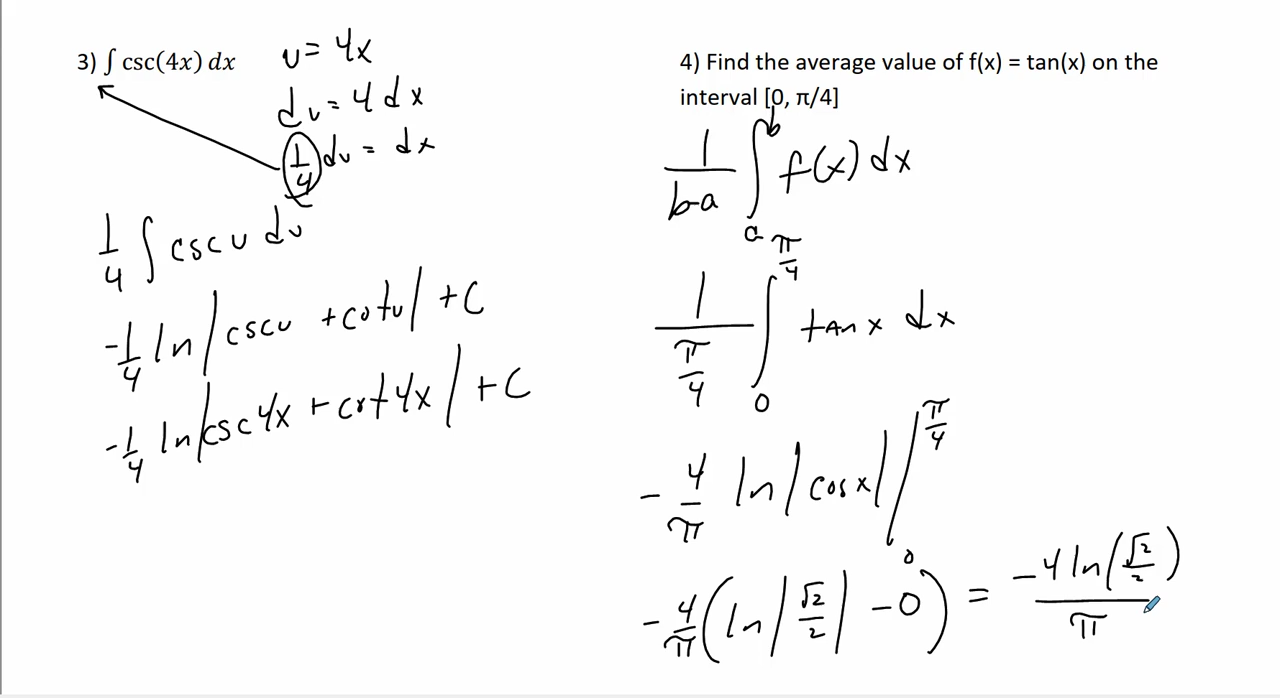 3) ∫ csc(4x) dx
u = 4x
du = 4 dx
1/4 du = dx
1/4 ∫ csc u du
-1/4 ln|csc u + cot u| + C
-1/4 ln|csc 4x + cot 4x| + C
4) Find the average value of f(x) = tan(x) on the
interval [0, π/4]
1/(b-a) ∫_a^b f(x) dx
1/(π/4) ∫_0^(π/4) tan x dx
-4/π ln|cos x| |_0^(π/4)
-4/π (ln|√2/2| - 0) = -4 ln(√2/2)/π